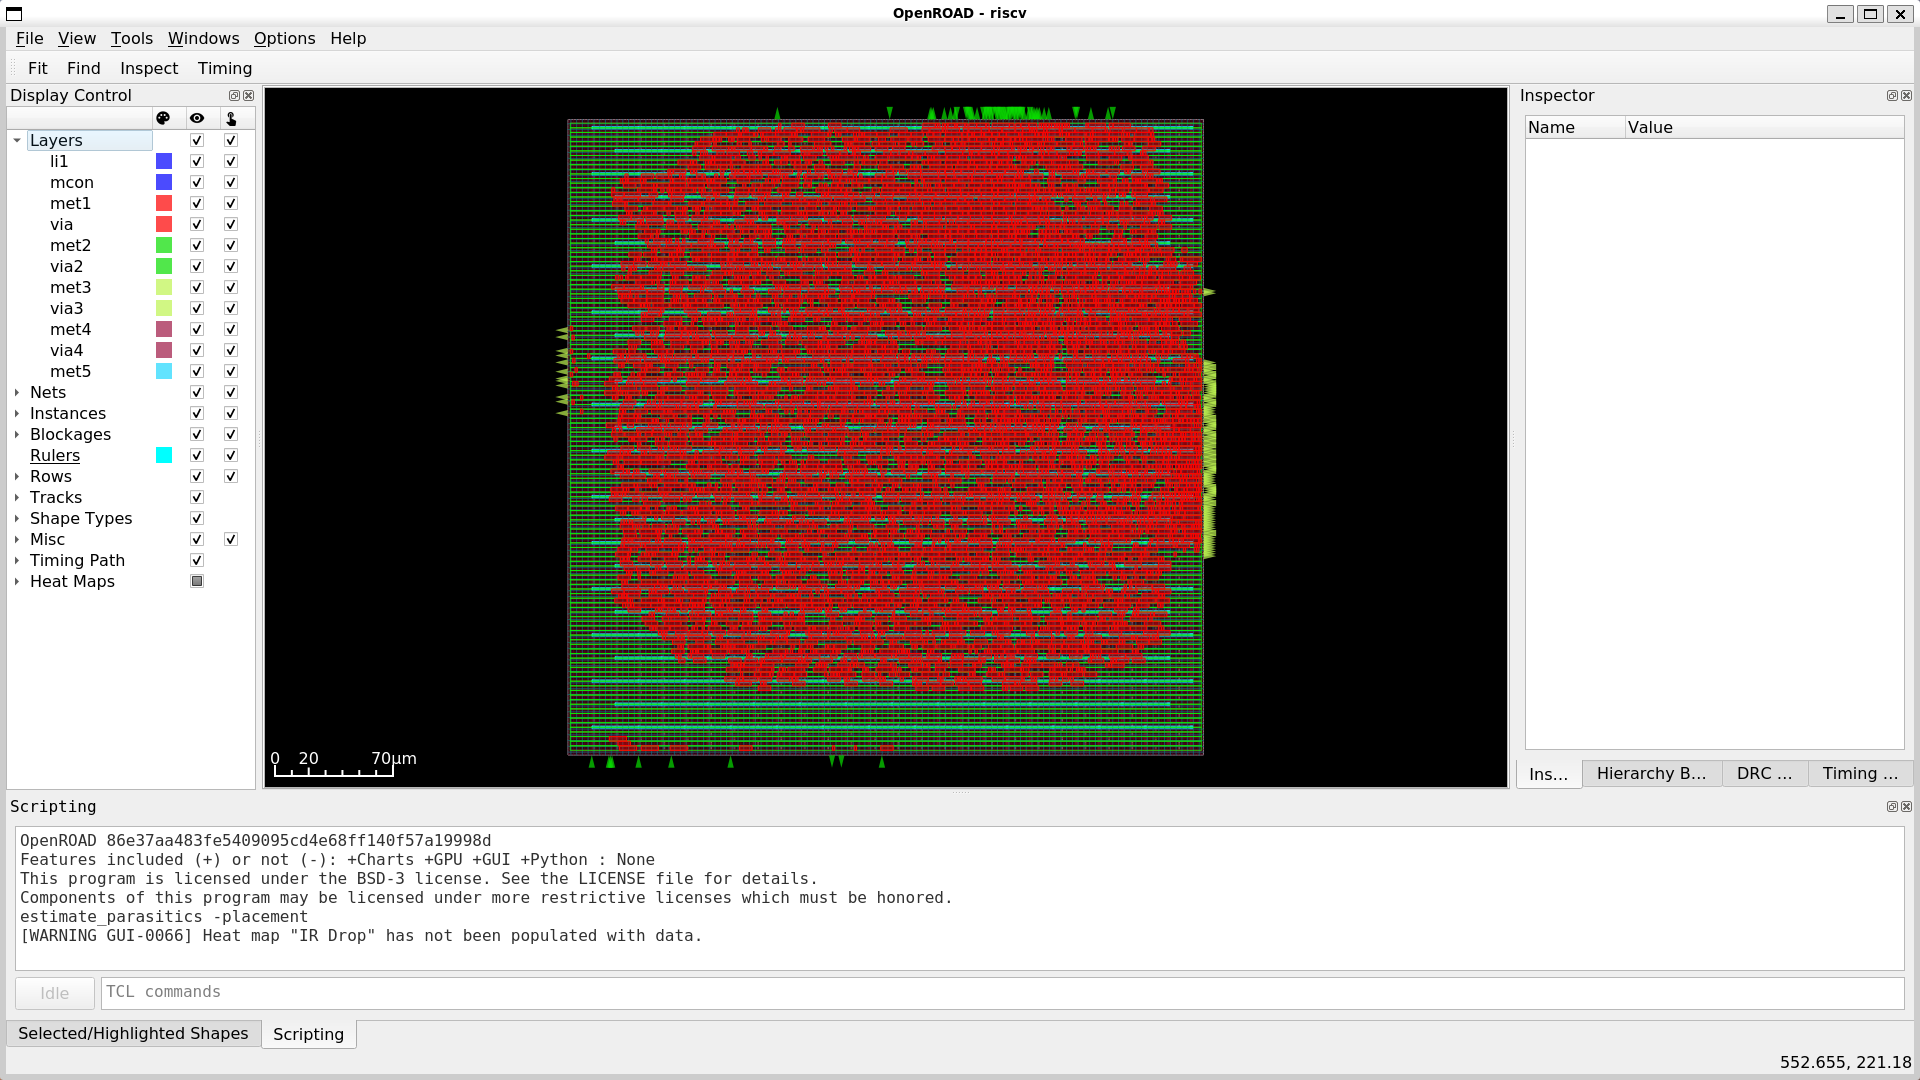 OpenROAD - riscv
File View Tools Windows Options Help
Fit Find Inspect Timing
Display Control
Layers
li1
mcon
met1
via
met2
via2
met3
via3
met4
via4
met5
Nets
Instances
Blockages
Rulers
Rows
Tracks
Shape Types
Misc
Timing Path
Heat Maps
0 20 70μm
Inspector
Name Value
Ins... Hierarchy B... DRC ... Timing ...
Scripting
OpenROAD 86e37aa483fe5409095cd4e68ff140f57a19998d
Features included (+) or not (-): +Charts +GPU +GUI +Python : None
This program is licensed under the BSD-3 license. See the LICENSE file for details.
Components of this program may be licensed under more restrictive licenses which must be honored.
estimate_parasitics -placement
[WARNING GUI-0066] Heat map "IR Drop" has not been populated with data.
Idle TCL commands
Selected/Highlighted Shapes Scripting
552.655, 221.18